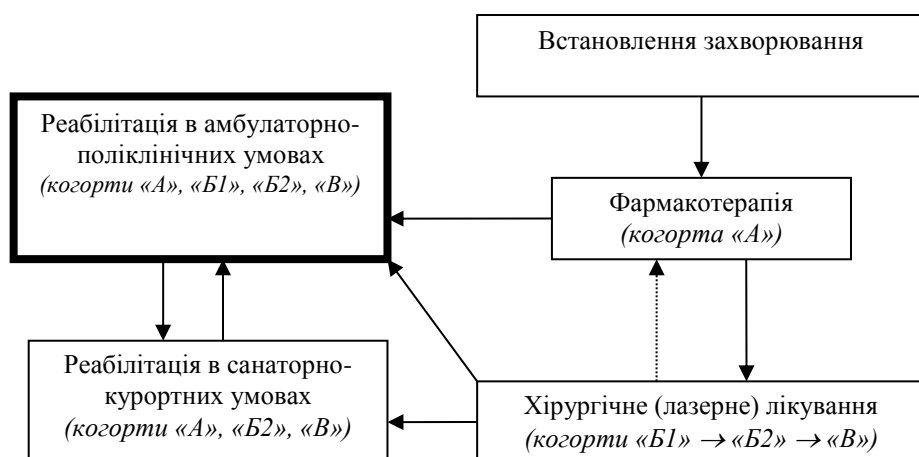 Встановлення захворювання
Реабілітація в амбулаторно-
поліклінічних умовах
(когорти «А», «Б1», «Б2», «В»)
Фармакотерапія
(когорта «А»)
Реабілітація в санаторно-
курортних умовах
(когорти «А», «Б2», «В»)
Хірургічне (лазерне) лікування
(когорти «Б1» → «Б2» → «В»)